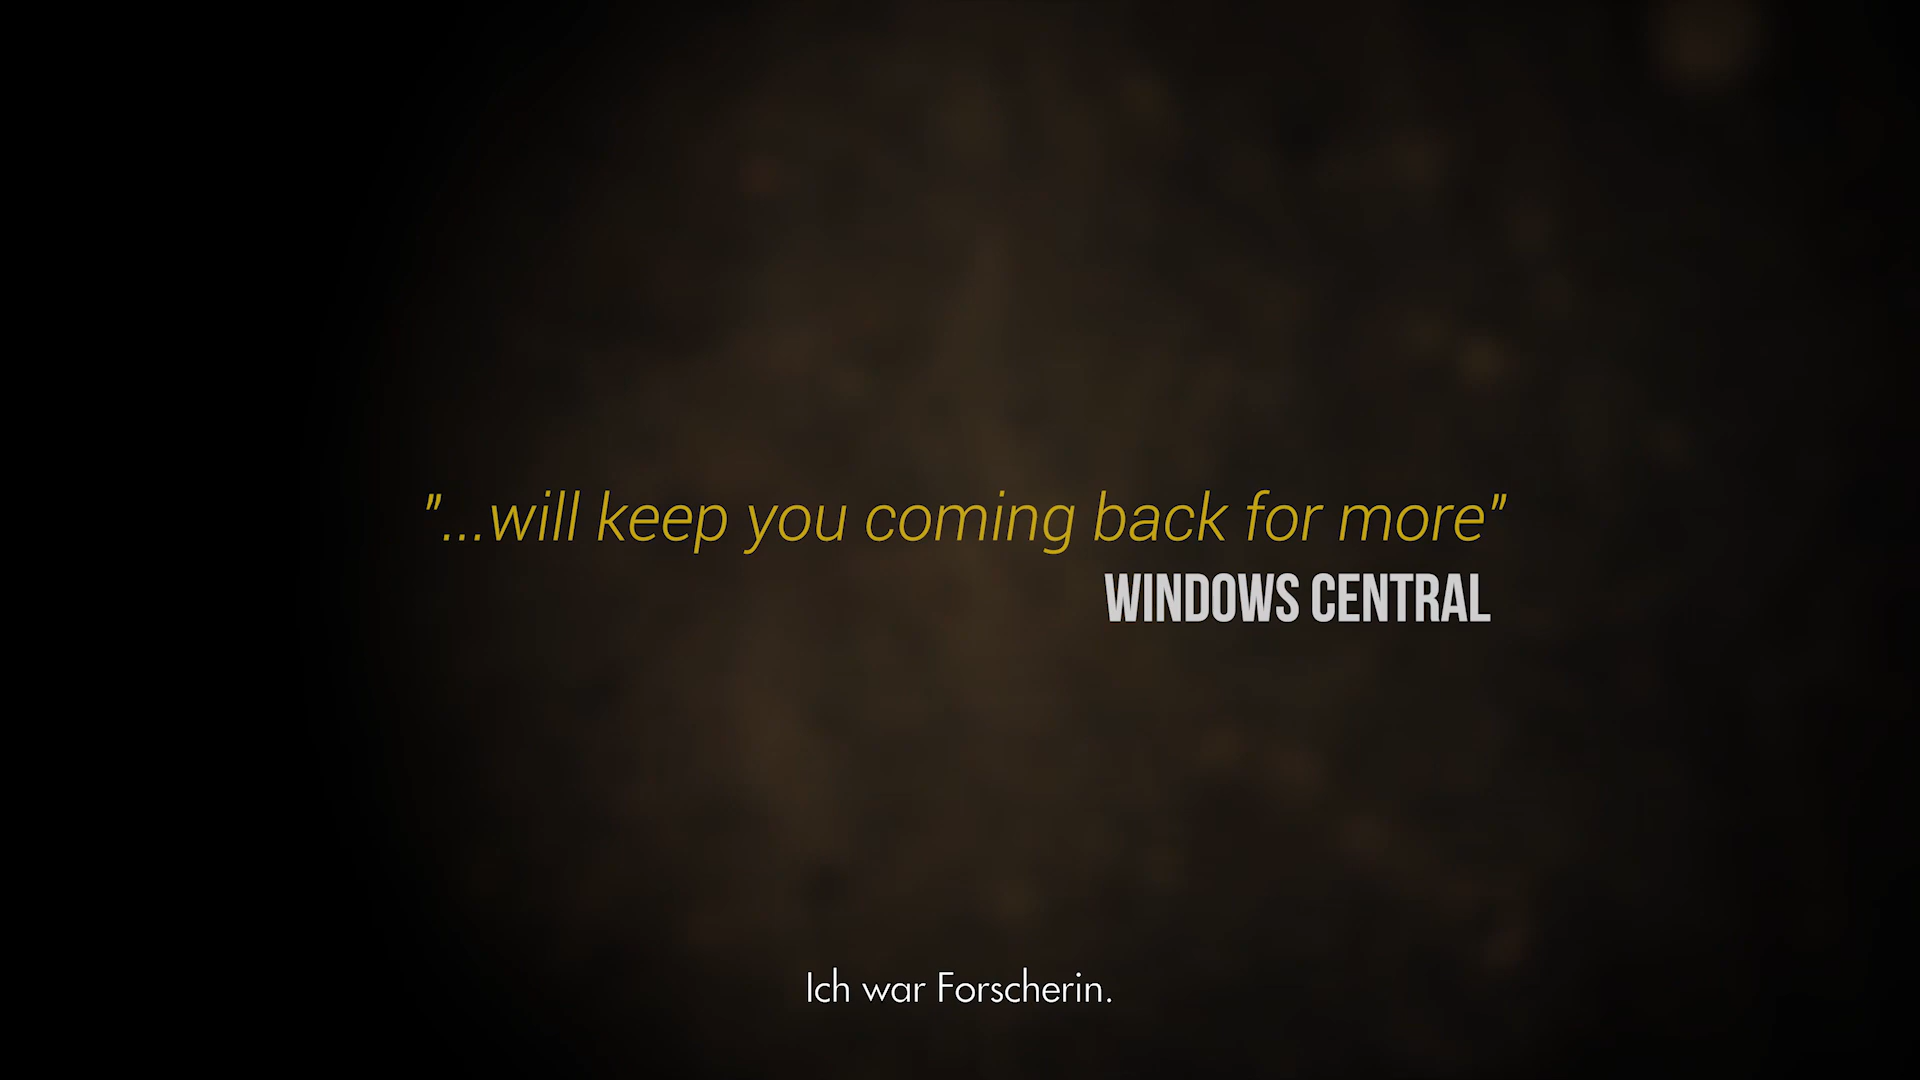 "...will keep you coming back for more"
WINDOWS CENTRAL
Ich war Forscherin.